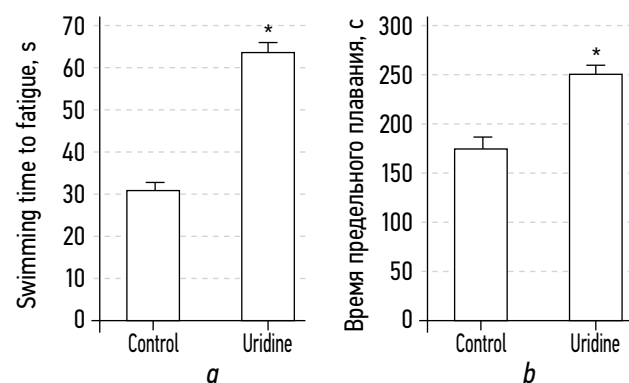 Swimming time to fatigue, s
70
60
50
40
30
20
10
0
*
Control Uridine
a
Время предельного плавания, с
300
250
200
150
100
50
0
*
Control Uridine
b